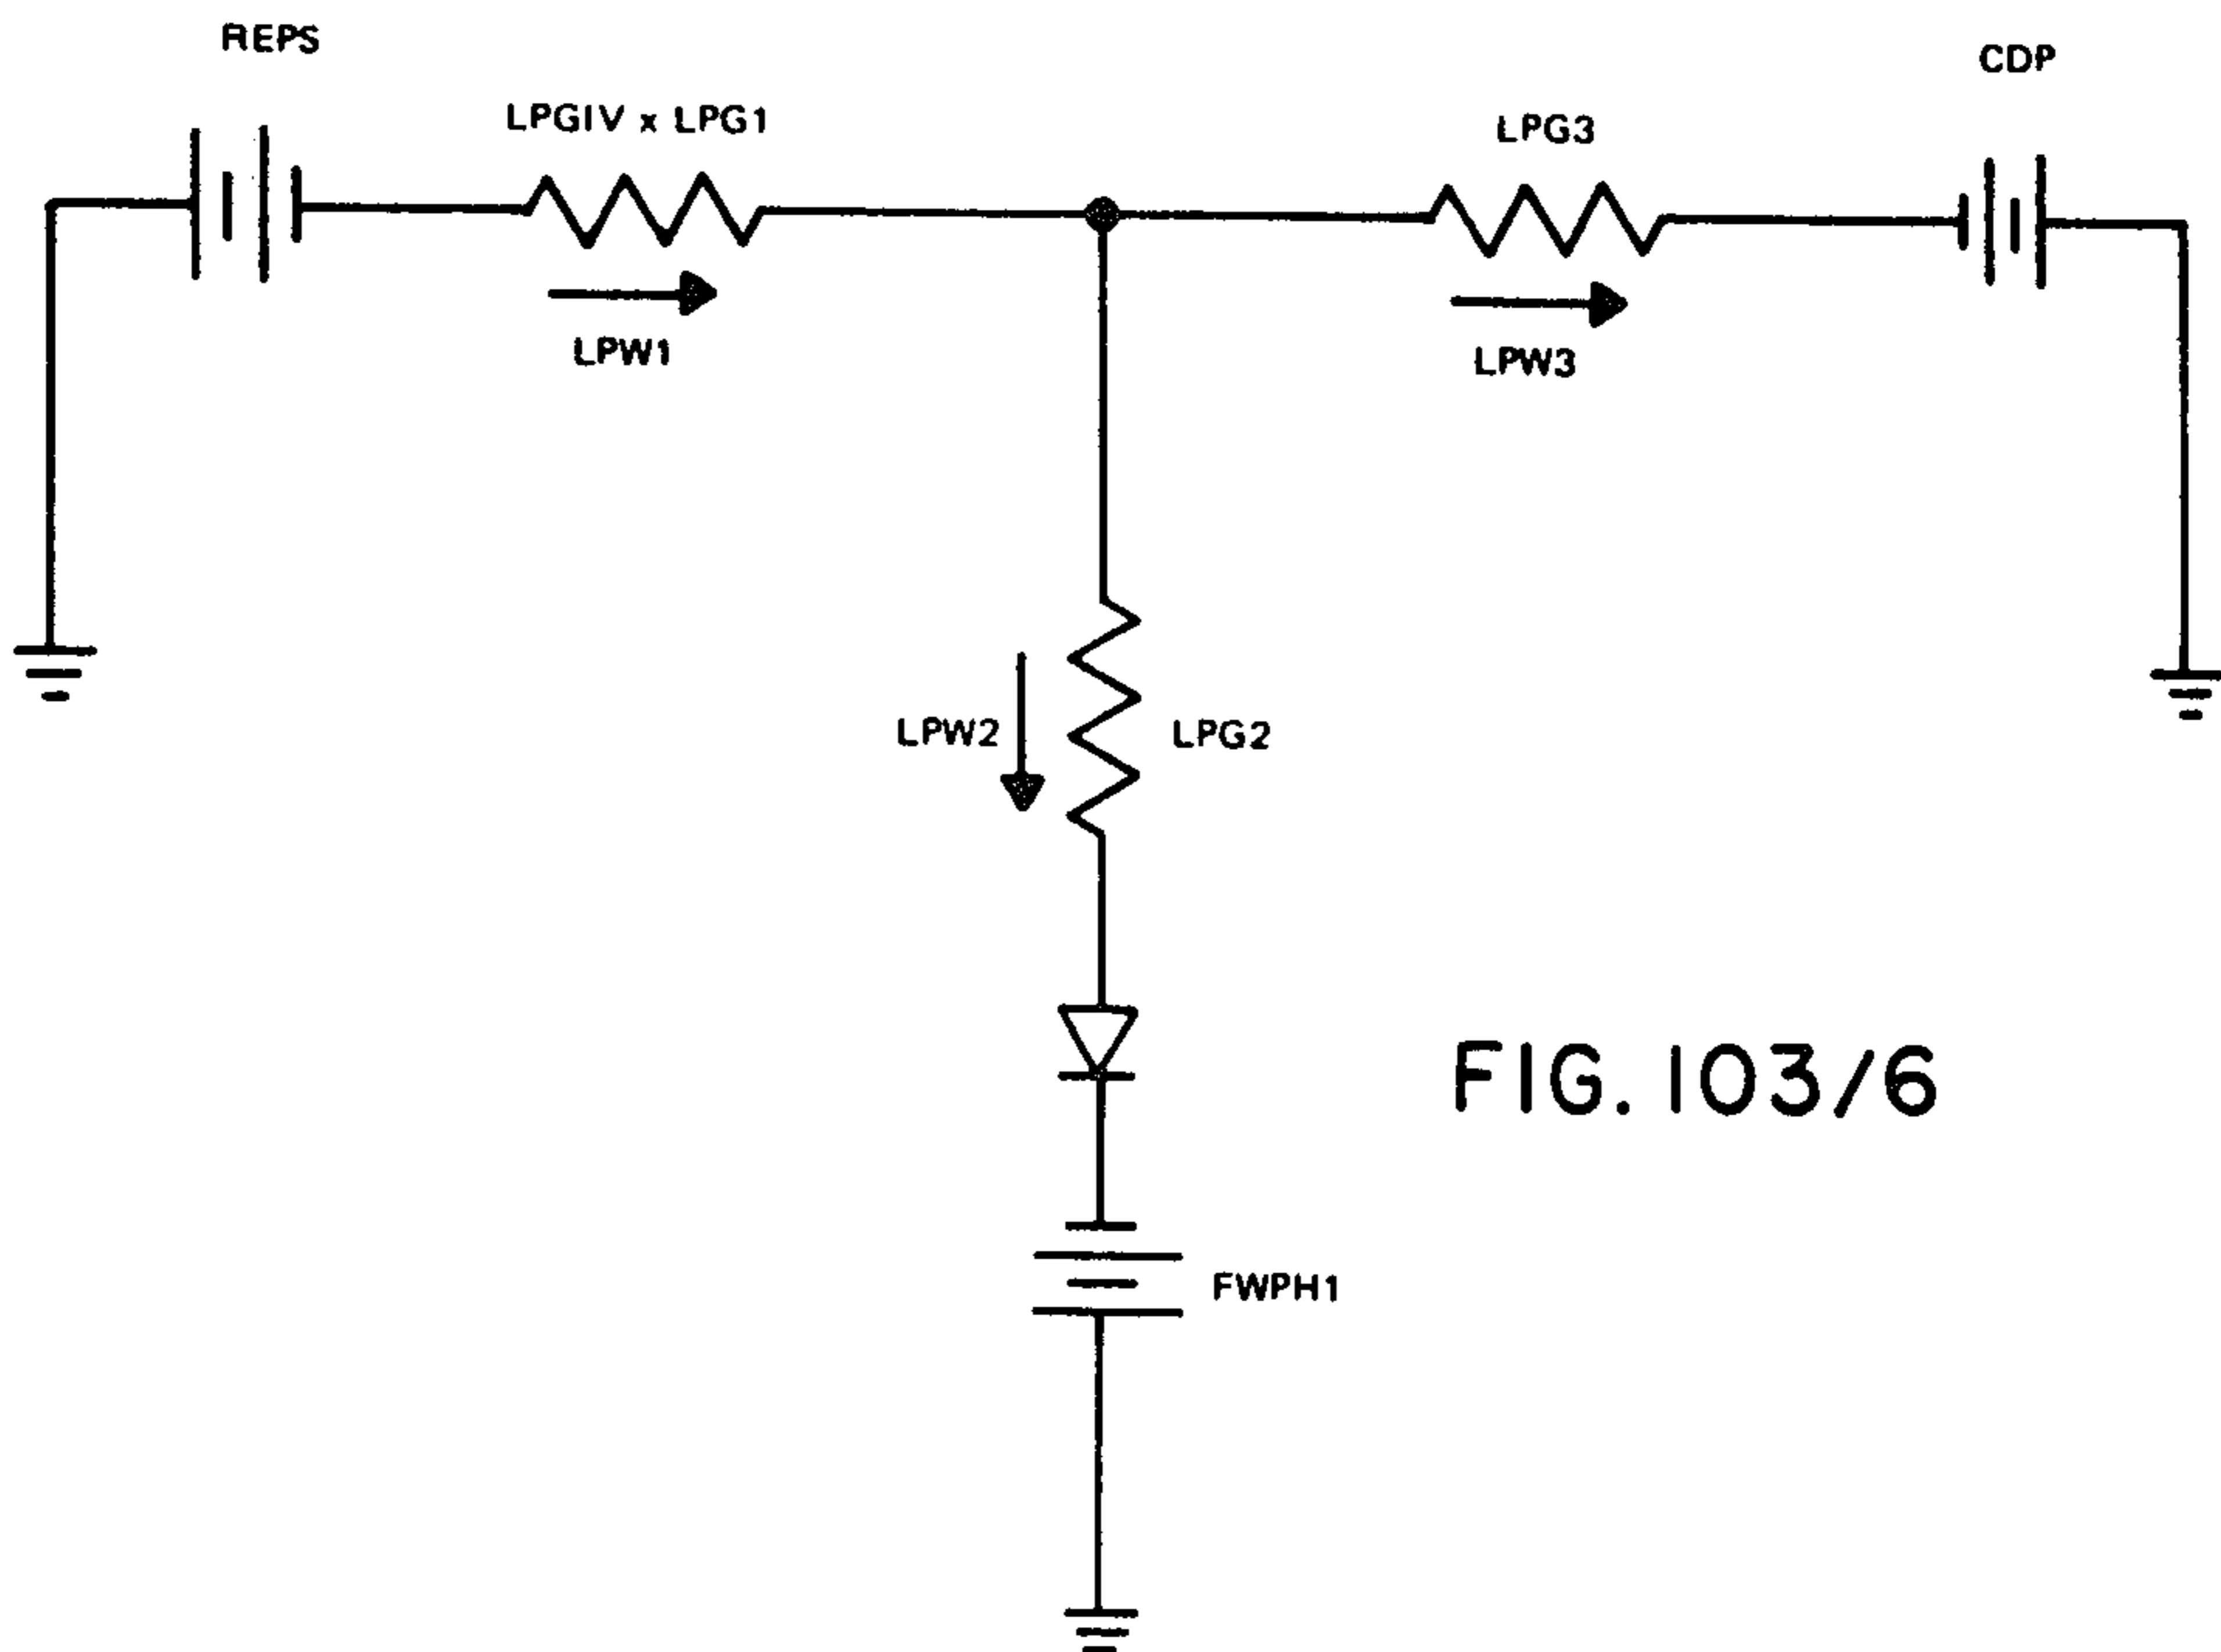 REPS
CDP
LPGIV x LPG1
LPG3
LPW1
LPW3
LPW2
LPG2
FIG. 103/6
FWPH1